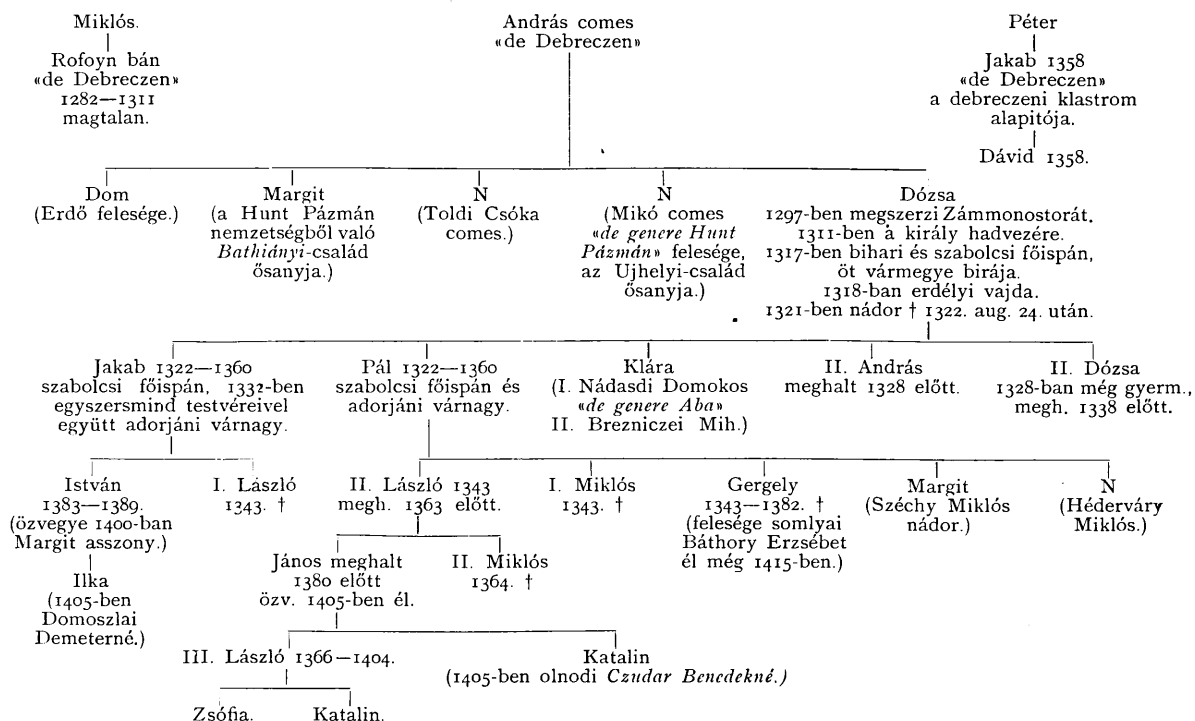 Miklós.
Rofoyn bán
«de Debreczen»
1282—1311
magtalan.
András comes
«de Debreczen»
Péter
Jakab 1358
«de Debreczen»
a debreczeni klastrom
alapitója.
Dávid 1358.
Dom
(Erdő felesége.)
Margit
(a Hunt Pázmán
nemzetségből való
Bathiányi-család
ősanyja.)
N
(Toldi Csóka
comes.)
N
(Mikó comes
«de genere Hunt
Pázmán» felesége,
az Ujhelyi-család
ősanyja.)
Dózsa
1297-ben megszerzi Zámmonostorát.
1311-ben a király hadvezére.
1317-ben bihari és szabolcsi főispán,
öt vármegye birája.
1318-ban erdélyi vajda.
1321-ben nádor † 1322. aug. 24. után.
Jakab 1322—1360
szabolcsi főispán, 1332-ben
egyszersmind testvéreivel
együtt adorjáni várnagy.
Pál 1322—1360
szabolcsi főispán és
adorjáni várnagy.
Klára
(I. Nádasdi Domokos
«de genere Aba»
II. Brezniczei Mih.)
II. András
meghalt 1328 előtt.
II. Dózsa
1328-ban még gyerm.,
megh. 1338 előtt.
István
1383—1389.
(özvegye 1400-ban
Margit asszony.)
I. László
1343. †
II. László 1343
megh. 1363 előtt.
I. Miklós
1343. †
Gergely
1343—1382. †
(felesége somlyai
Báthory Erzsébet
él még 1415-ben.)
Margit
(Széchy Miklós
nádor.)
N
(Héderváry
Miklós.)
Ilka
(1405-ben
Domoszlai
Demeterné.)
János meghalt
1380 előtt
özv. 1405-ben él.
II. Miklós
1364. †
III. László 1366—1404.
Katalin
(1405-ben olnodi Czudar Benedekné.)
Zsófia.
Katalin.